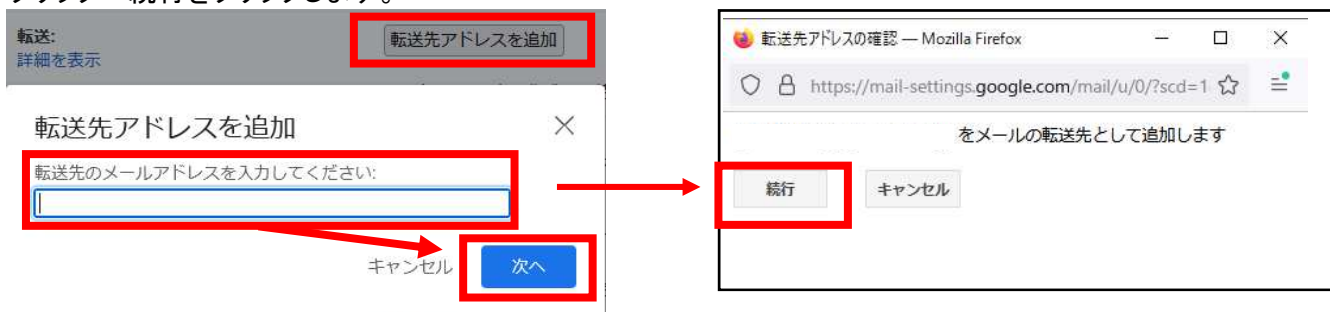 転送:
転送先アドレスを追加
詳細を表示
転送先アドレスを追加
転送先のメールアドレスを入力してください:
キャンセル
次へ
転送先アドレスの確認 — Mozilla Firefox
https://mail-settings.google.com/mail/u/0/?scd=1
をメールの転送先として追加します
続行
キャンセル